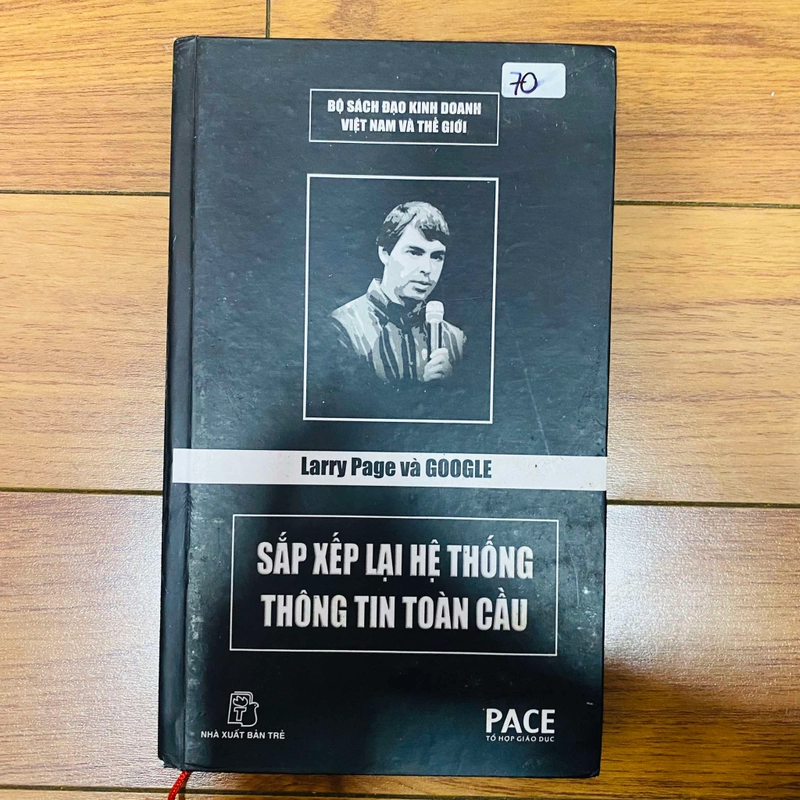 70
BỘ SÁCH ĐẠO KINH DOANH
VIỆT NAM VÀ THẾ GIỚI
Larry Page và GOOGLE
SẮP XẾP LẠI HỆ THỐNG
THÔNG TIN TOÀN CẦU
T
NHÀ XUẤT BẢN TRẺ
PACE
TỔ HỢP GIÁO DỤC